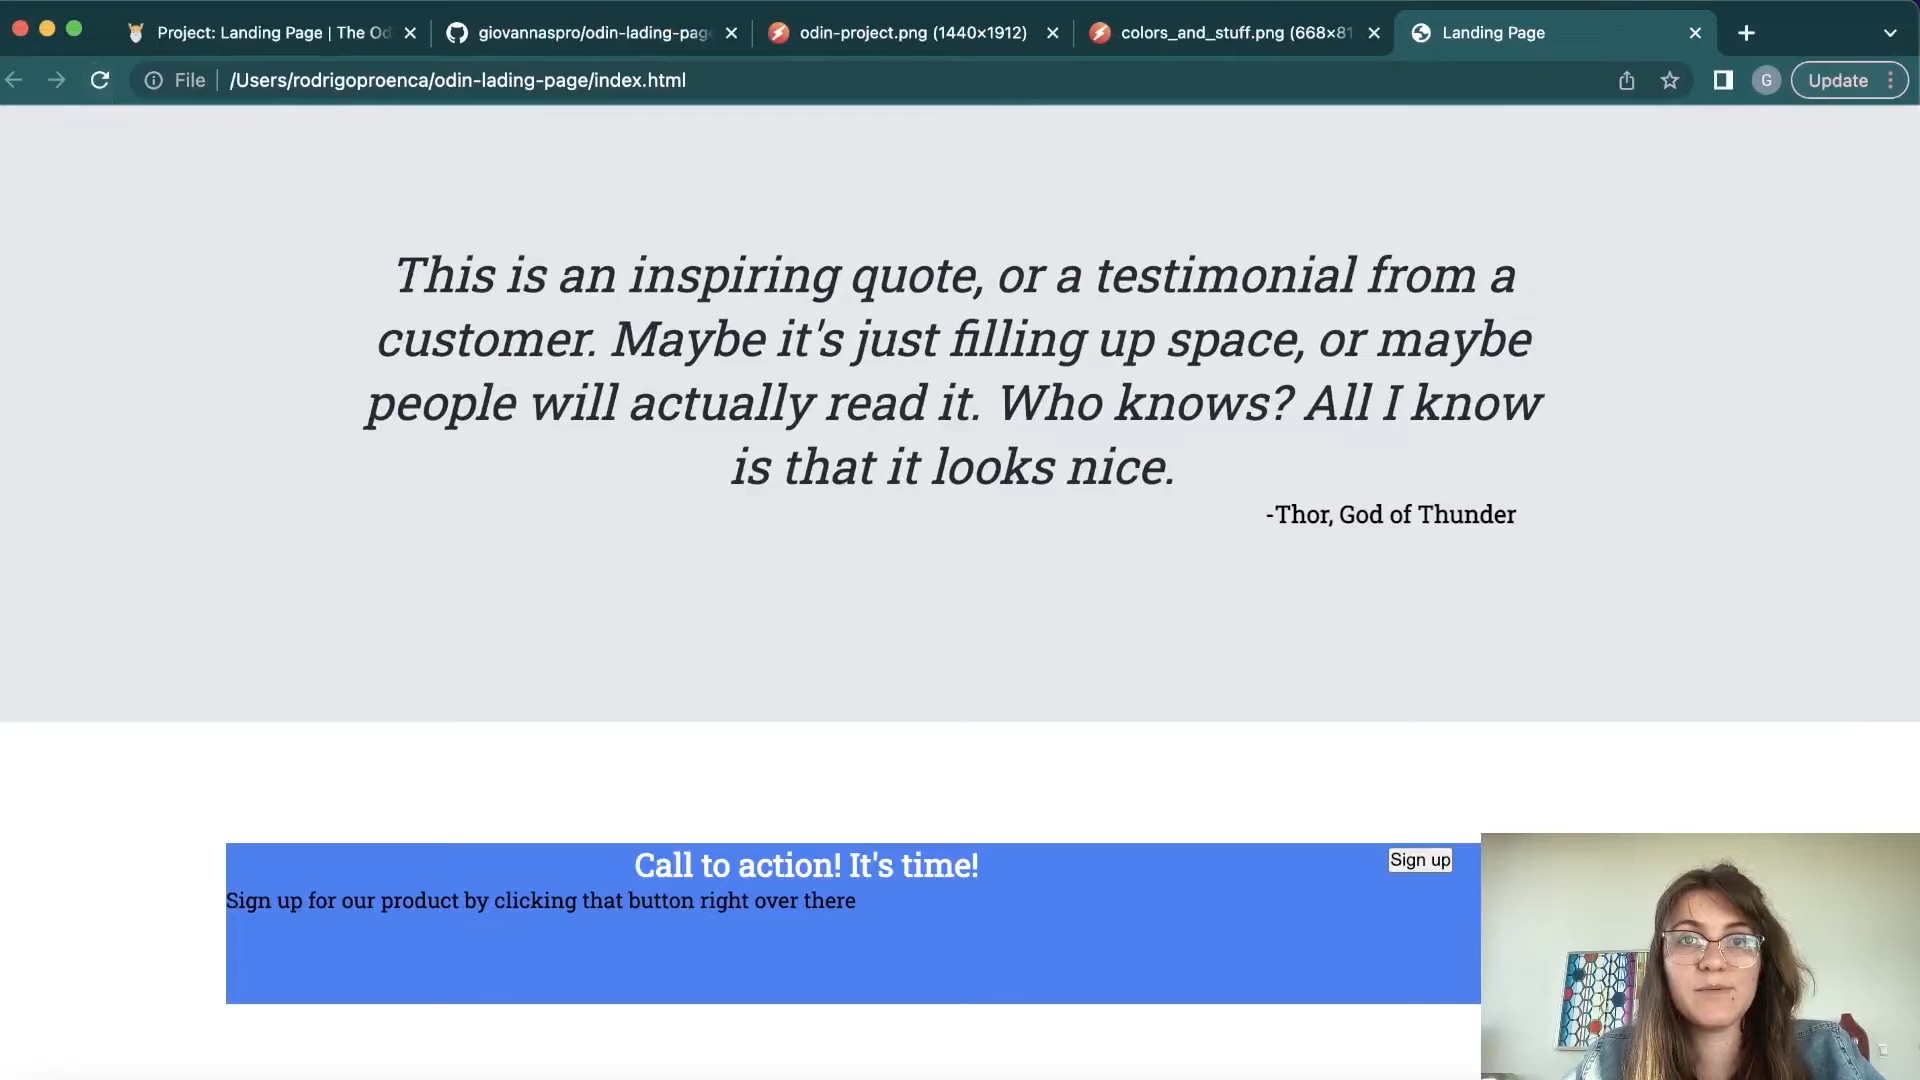 Project: Landing Page | The Od
giovannaspro/odin-lading-page
odin-project.png (1440×1912)
colors_and_stuff.png (668×81
Landing Page
File
/Users/rodrigoproenca/odin-lading-page/index.html
G
Update
This is an inspiring quote, or a testimonial from a
customer. Maybe it's just filling up space, or maybe
people will actually read it. Who knows? All I know
is that it looks nice.
-Thor, God of Thunder
Call to action! It's time!
Sign up
Sign up for our product by clicking that button right over there